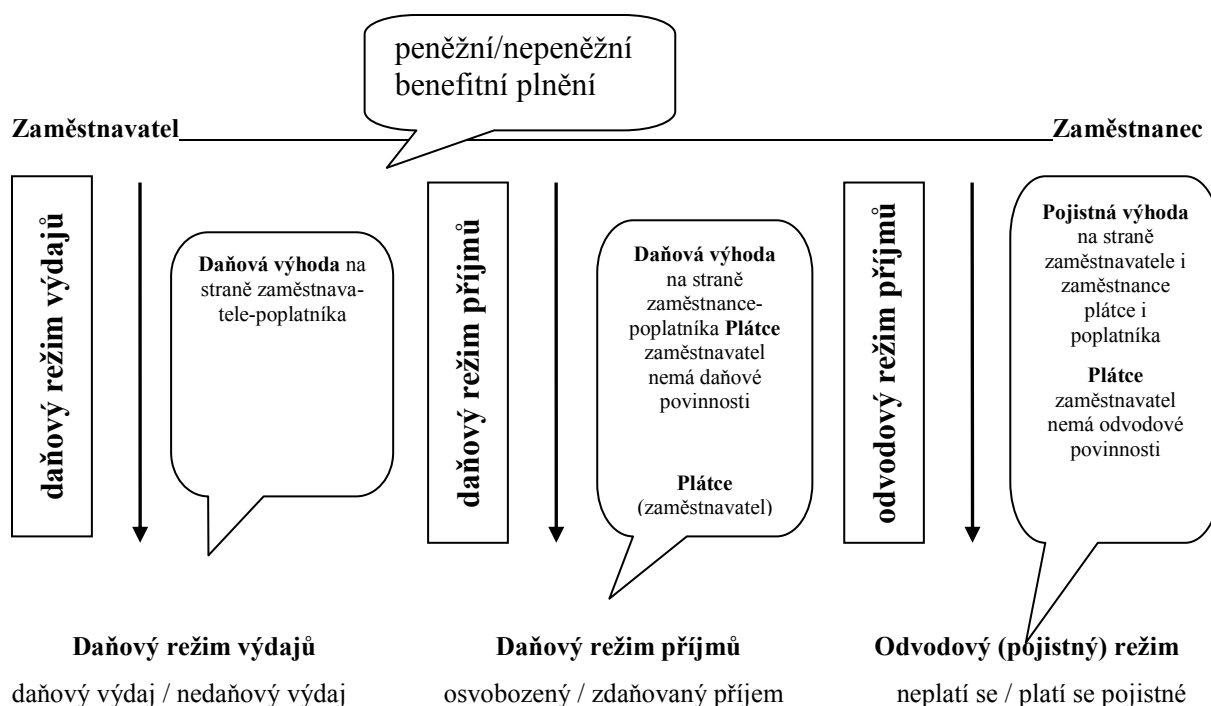 peněžní/nepeněžní
benefitní plnění
Zaměstnavatel
Zaměstnanec
daňový režim výdajů
Daňová výhoda na
straně zaměstnava-
tele-poplatníka
daňový režim příjmů
Daňová výhoda
na straně
zaměstnance-
poplatníka Plátce
zaměstnavatel
nemá daňové
povinnosti
Plátce
(zaměstnavatel)
odvodový režim příjmů
Pojistná výhoda
na straně
zaměstnavatele i
zaměstnance
plátce i
poplatníka
Plátce
zaměstnavatel
nemá odvodové
povinnosti
Daňový režim výdajů
Daňový režim příjmů
Odvodový (pojistný) režim
daňový výdaj / nedaňový výdaj
osvobozený / zdaňovaný příjem
neplatí se / platí se pojistné